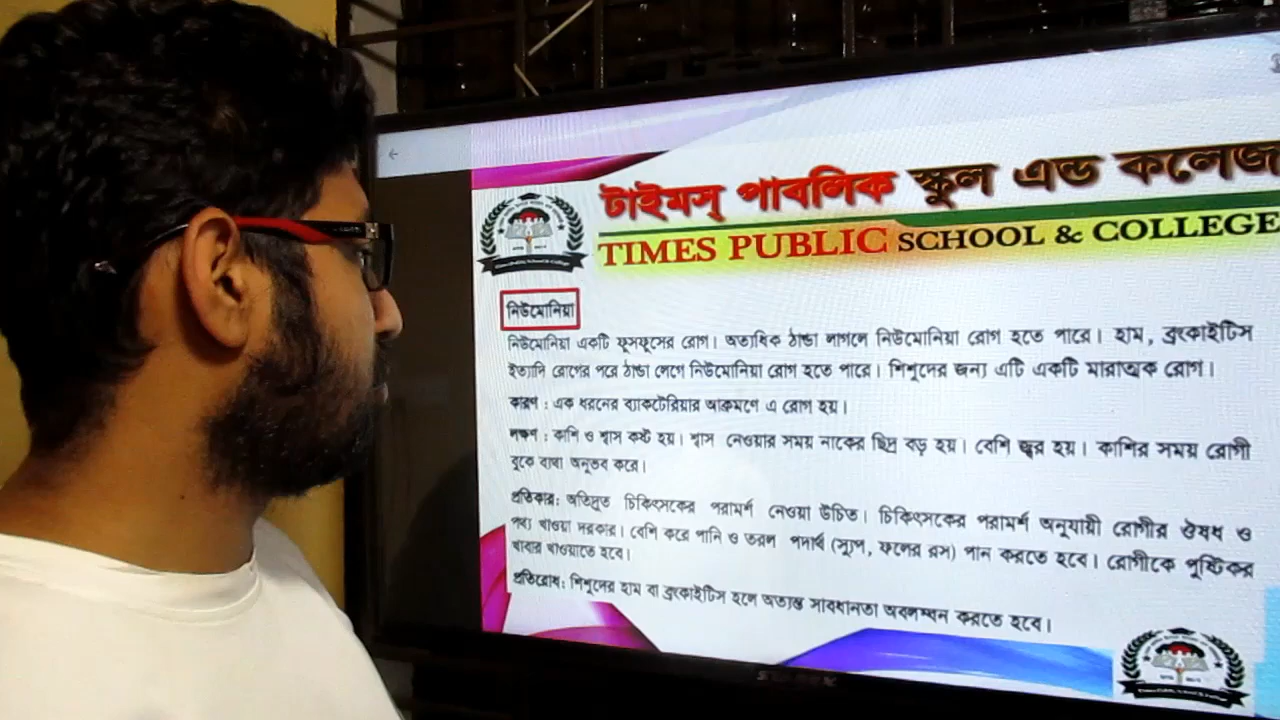 টাইমস্ পাবলিক স্কুল এন্ড কলেজ
TIMES PUBLIC SCHOOL & COLLEGE
নিউমোনিয়া
নিউমোনিয়া একটি ফুসফুসের রোগ। অত্যধিক ঠান্ডা লাগলে নিউমোনিয়া রোগ হতে পারে। হাম, ব্রংকাইটিস
ইত্যাদি রোগের পরে ঠান্ডা লেগে নিউমোনিয়া রোগ হতে পারে। শিশুদের জন্য এটি একটি মারাত্মক রোগ।
কারণ : এক ধরনের ব্যাকটেরিয়ার আক্রমণে এ রোগ হয়।
লক্ষণ : কাশি ও শ্বাস কষ্ট হয়। শ্বাস নেওয়ার সময় নাকের ছিদ্র বড় হয়। বেশি জ্বর হয়। কাশির সময় রোগী
বুকে ব্যথা অনুভব করে।
প্রতিকার: অতিদ্রুত চিকিৎসকের পরামর্শ নেওয়া উচিত। চিকিৎসকের পরামর্শ অনুযায়ী রোগীর ঔষধ ও
পথ্য খাওয়া দরকার। বেশি করে পানি ও তরল পদার্থ (স্যুপ, ফলের রস) পান করতে হবে। রোগীকে পুষ্টিকর
খাবার খাওয়াতে হবে।
প্রতিরোধ: শিশুদের হাম বা ব্রংকাইটিস হলে অত্যন্ত সাবধানতা অবলম্বন করতে হবে।